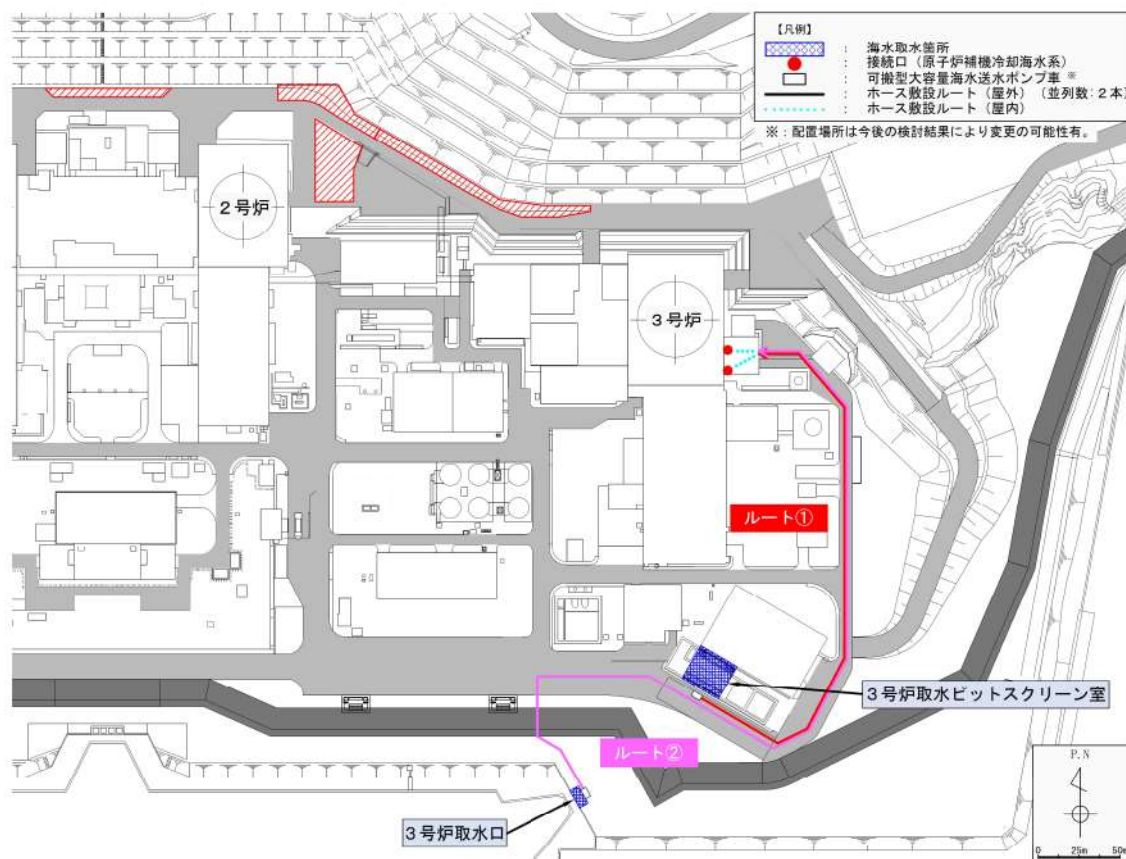 【凡例】
： 海水取水箇所
： 接続口（原子炉補機冷却海水系）
： 可搬型大容量海水送水ポンプ車 ※
： ホース敷設ルート（屋外）（並列数：２本）
： ホース敷設ルート（屋内）
※：配置場所は今後の検討結果により変更の可能性有。
２号炉
３号炉
ルート①
３号炉取水ピットスクリーン室
ルート②
３号炉取水口
P.N
0 25m 50m